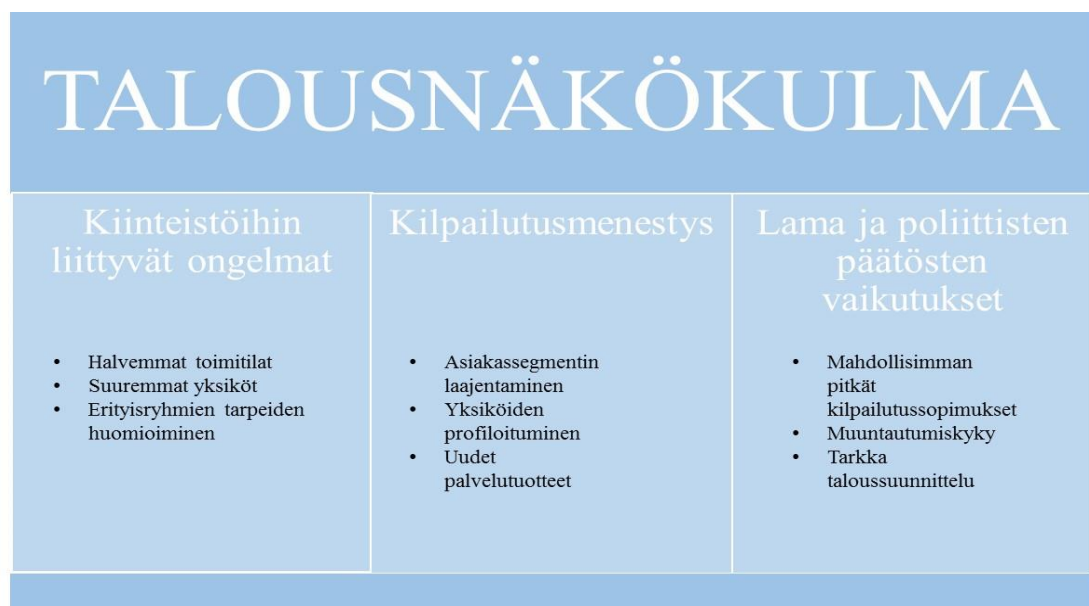 TALOUSNÄKÖKULMA
Kiinteistöihin
liittyvät ongelmat
• Halvemmat toimitilat
• Suuremmat yksiköt
• Erityisryhmien tarpeiden
huomioiminen
Kilpailutusmenestys
• Asiakassegmentin
laajentaminen
• Yksiköiden
profiloituminen
• Uudet
palvelutuotteet
Lama ja poliittisten
päätösten
vaikutukset
• Mahdollisimman
pitkät
kilpailutussopimukset
• Muuntautumiskyky
• Tarkka
taloussuunnittelu